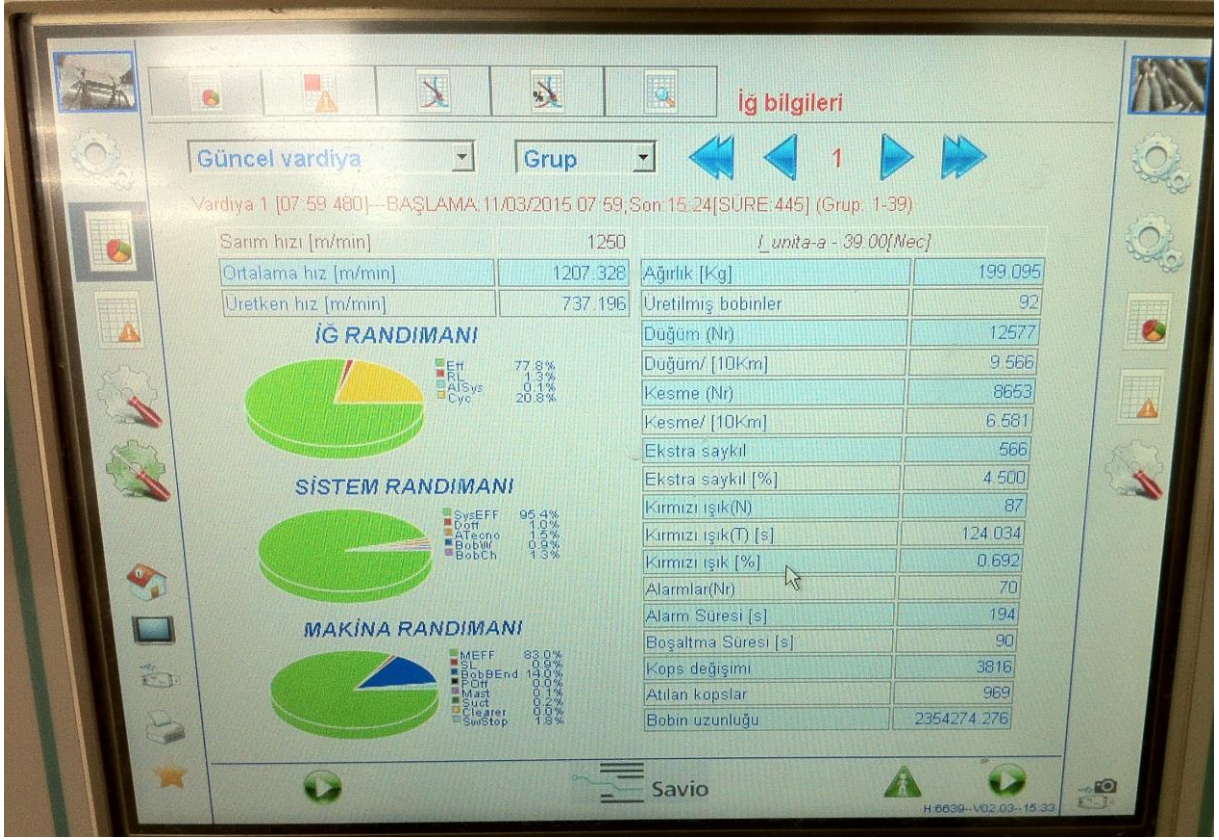 İğ bilgileri
Güncel vardiya
Grup
1
Vardiya 1 [07:59 480]---BAŞLAMA:11/03/2015 07:59;Son:15:24[SÜRE:445] (Grup: 1-39)
Sarım hızı [m/min] 1250
Ortalama hız [m/min] 1207.328
Üretken hız [m/min] 737.196
İĞ RANDIMANI
Eff 77.8%
RL 1.3%
AlSys 0.1%
Cyc 20.8%
SİSTEM RANDIMANI
SysEFF 95.4%
Doff 1.0%
ATecno 1.5%
BobW 0.9%
BobCh 1.3%
MAKİNA RANDIMANI
MEFF 83.0%
SL 0.9%
BobBEnd 14.0%
POff 0.0%
Mast 0.1%
Suct 0.2%
Clearer 0.0%
SwStop 1.8%
l_unita-a - 39.00[Nec]
Ağırlık [Kg] 199.095
Üretilmiş bobinler 92
Düğüm (Nr) 12577
Düğüm/ [10Km] 9.566
Kesme (Nr) 8653
Kesme/ [10Km] 6.581
Ekstra saykıl 566
Ekstra saykıl [%] 4.500
Kırmızı ışık(N) 87
Kırmızı ışık(T) [s] 124.034
Kırmızı ışık [%] 0.692
Alarmlar(Nr) 70
Alarm Süresi [s] 194
Boşaltma Süresi [s] 90
Kops değişimi 3816
Atılan kopslar 969
Bobin uzunluğu 2354274.276
Savio
H:6639--V02.03--15:33